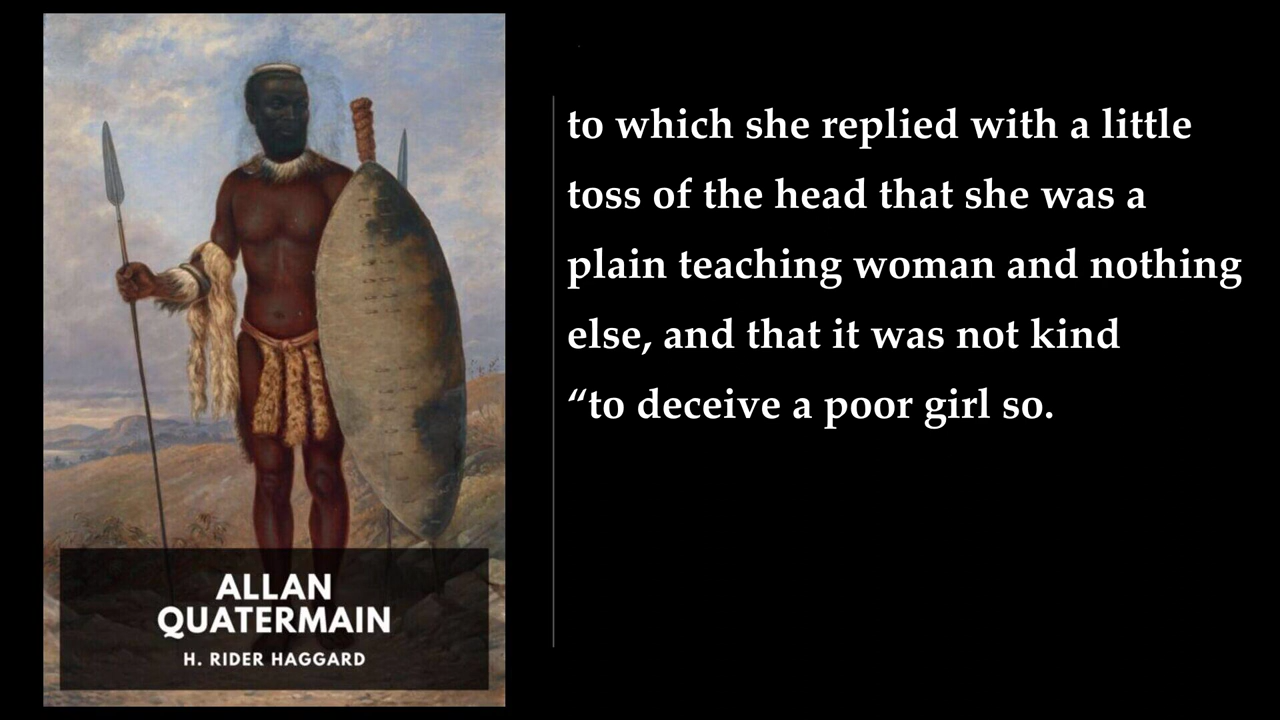 ALLAN
QUATERMAIN
H. RIDER HAGGARD
to which she replied with a little
toss of the head that she was a
plain teaching woman and nothing
else, and that it was not kind
“to deceive a poor girl so.